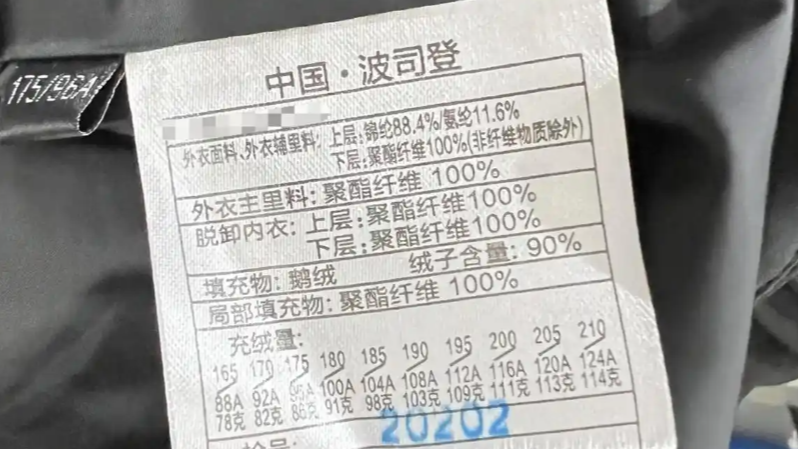 175/96A
中国·波司登
外衣面料、外衣辅里料: 上层:锦纶88.4%/氨纶11.6%
下层:聚酯纤维100%(非纤维物质除外)
外衣主里料: 聚酯纤维 100%
脱卸内衣: 上层:聚酯纤维100%
下层:聚酯纤维100%
填充物: 鹅绒 绒子含量: 90%
局部填充物: 聚酯纤维 100%
充绒量:
165 170 175 180 185 190 195 200 205 210
88A 92A 96A 100A 104A 108A 112A 116A 120A 124A
78克 82克 86克 91克 98克 103克 109克 111克 113克 114克
20202